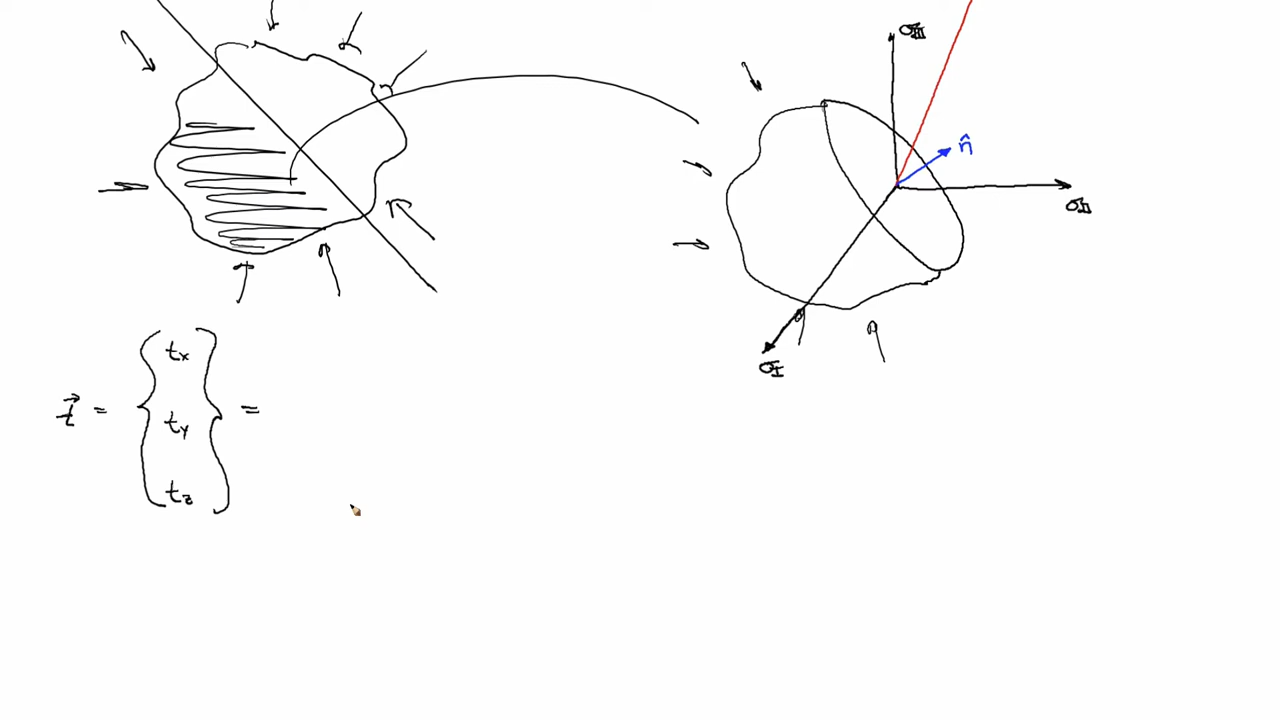 σIII
n̂
σII
σI
t⃗ = { tx ty tz } =